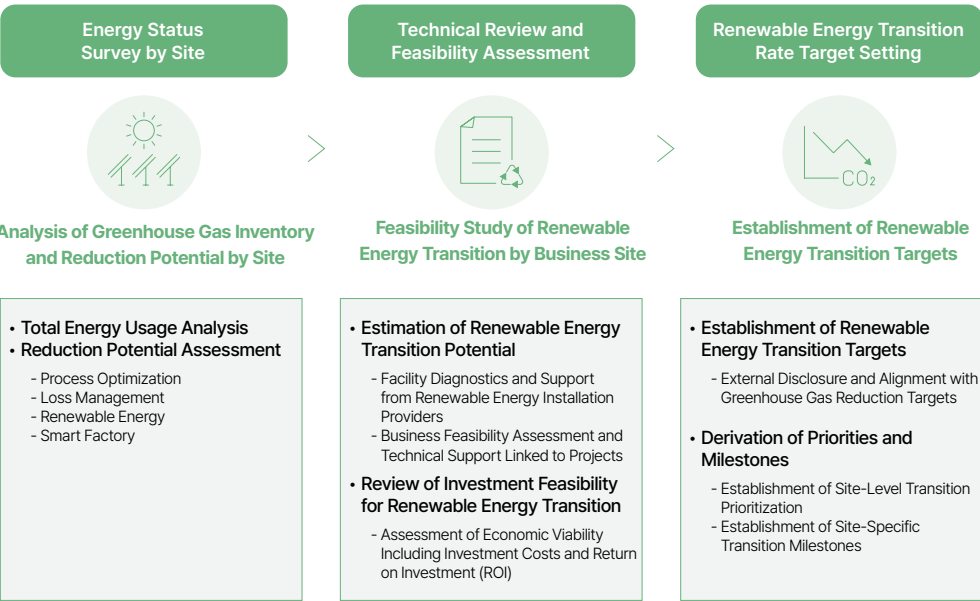 Energy Status
Survey by Site
Analysis of Greenhouse Gas Inventory
and Reduction Potential by Site
• Total Energy Usage Analysis
• Reduction Potential Assessment
- Process Optimization
- Loss Management
- Renewable Energy
- Smart Factory
Technical Review and
Feasibility Assessment
Feasibility Study of Renewable
Energy Transition by Business Site
• Estimation of Renewable Energy
Transition Potential
- Facility Diagnostics and Support
from Renewable Energy Installation
Providers
- Business Feasibility Assessment and
Technical Support Linked to Projects
• Review of Investment Feasibility
for Renewable Energy Transition
- Assessment of Economic Viability
Including Investment Costs and Return
on Investment (ROI)
Renewable Energy Transition
Rate Target Setting
CO₂
Establishment of Renewable
Energy Transition Targets
• Establishment of Renewable
Energy Transition Targets
- External Disclosure and Alignment with
Greenhouse Gas Reduction Targets
• Derivation of Priorities and
Milestones
- Establishment of Site-Level Transition
Prioritization
- Establishment of Site-Specific
Transition Milestones